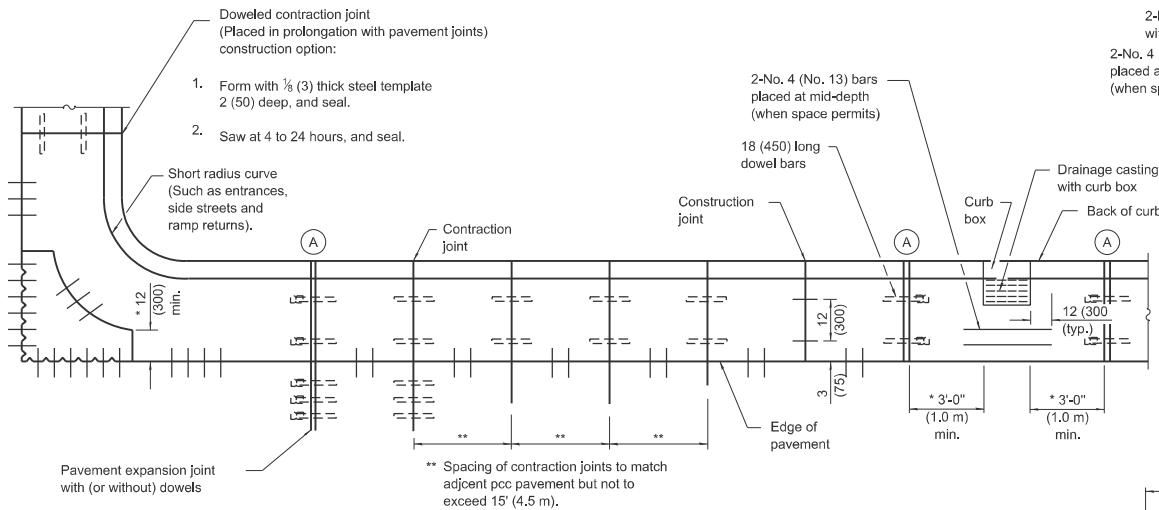 Doweled contraction joint
(Placed in prolongation with pavement joints)
construction option:
1. Form with ⅛ (3) thick steel template
2 (50) deep, and seal.
2. Saw at 4 to 24 hours, and seal.
Short radius curve
(Such as entrances,
side streets and
ramp returns).
* 12
(300)
min.
A
Contraction
joint
2-No. 4 (No. 13) bars
placed at mid-depth
(when space permits)
18 (450) long
dowel bars
Construction
joint
A
Curb
box
Drainage casting
with curb box
Back of curb
A
12
(300)
3
(75)
12 (300
(typ.)
* 3'-0"
(1.0 m)
min.
* 3'-0"
(1.0 m)
min.
Edge of
pavement
** ** **
** Spacing of contraction joints to match
adjcent pcc pavement but not to
exceed 15' (4.5 m).
Pavement expansion joint
with (or without) dowels
2-No. 4
placed a
(when sp